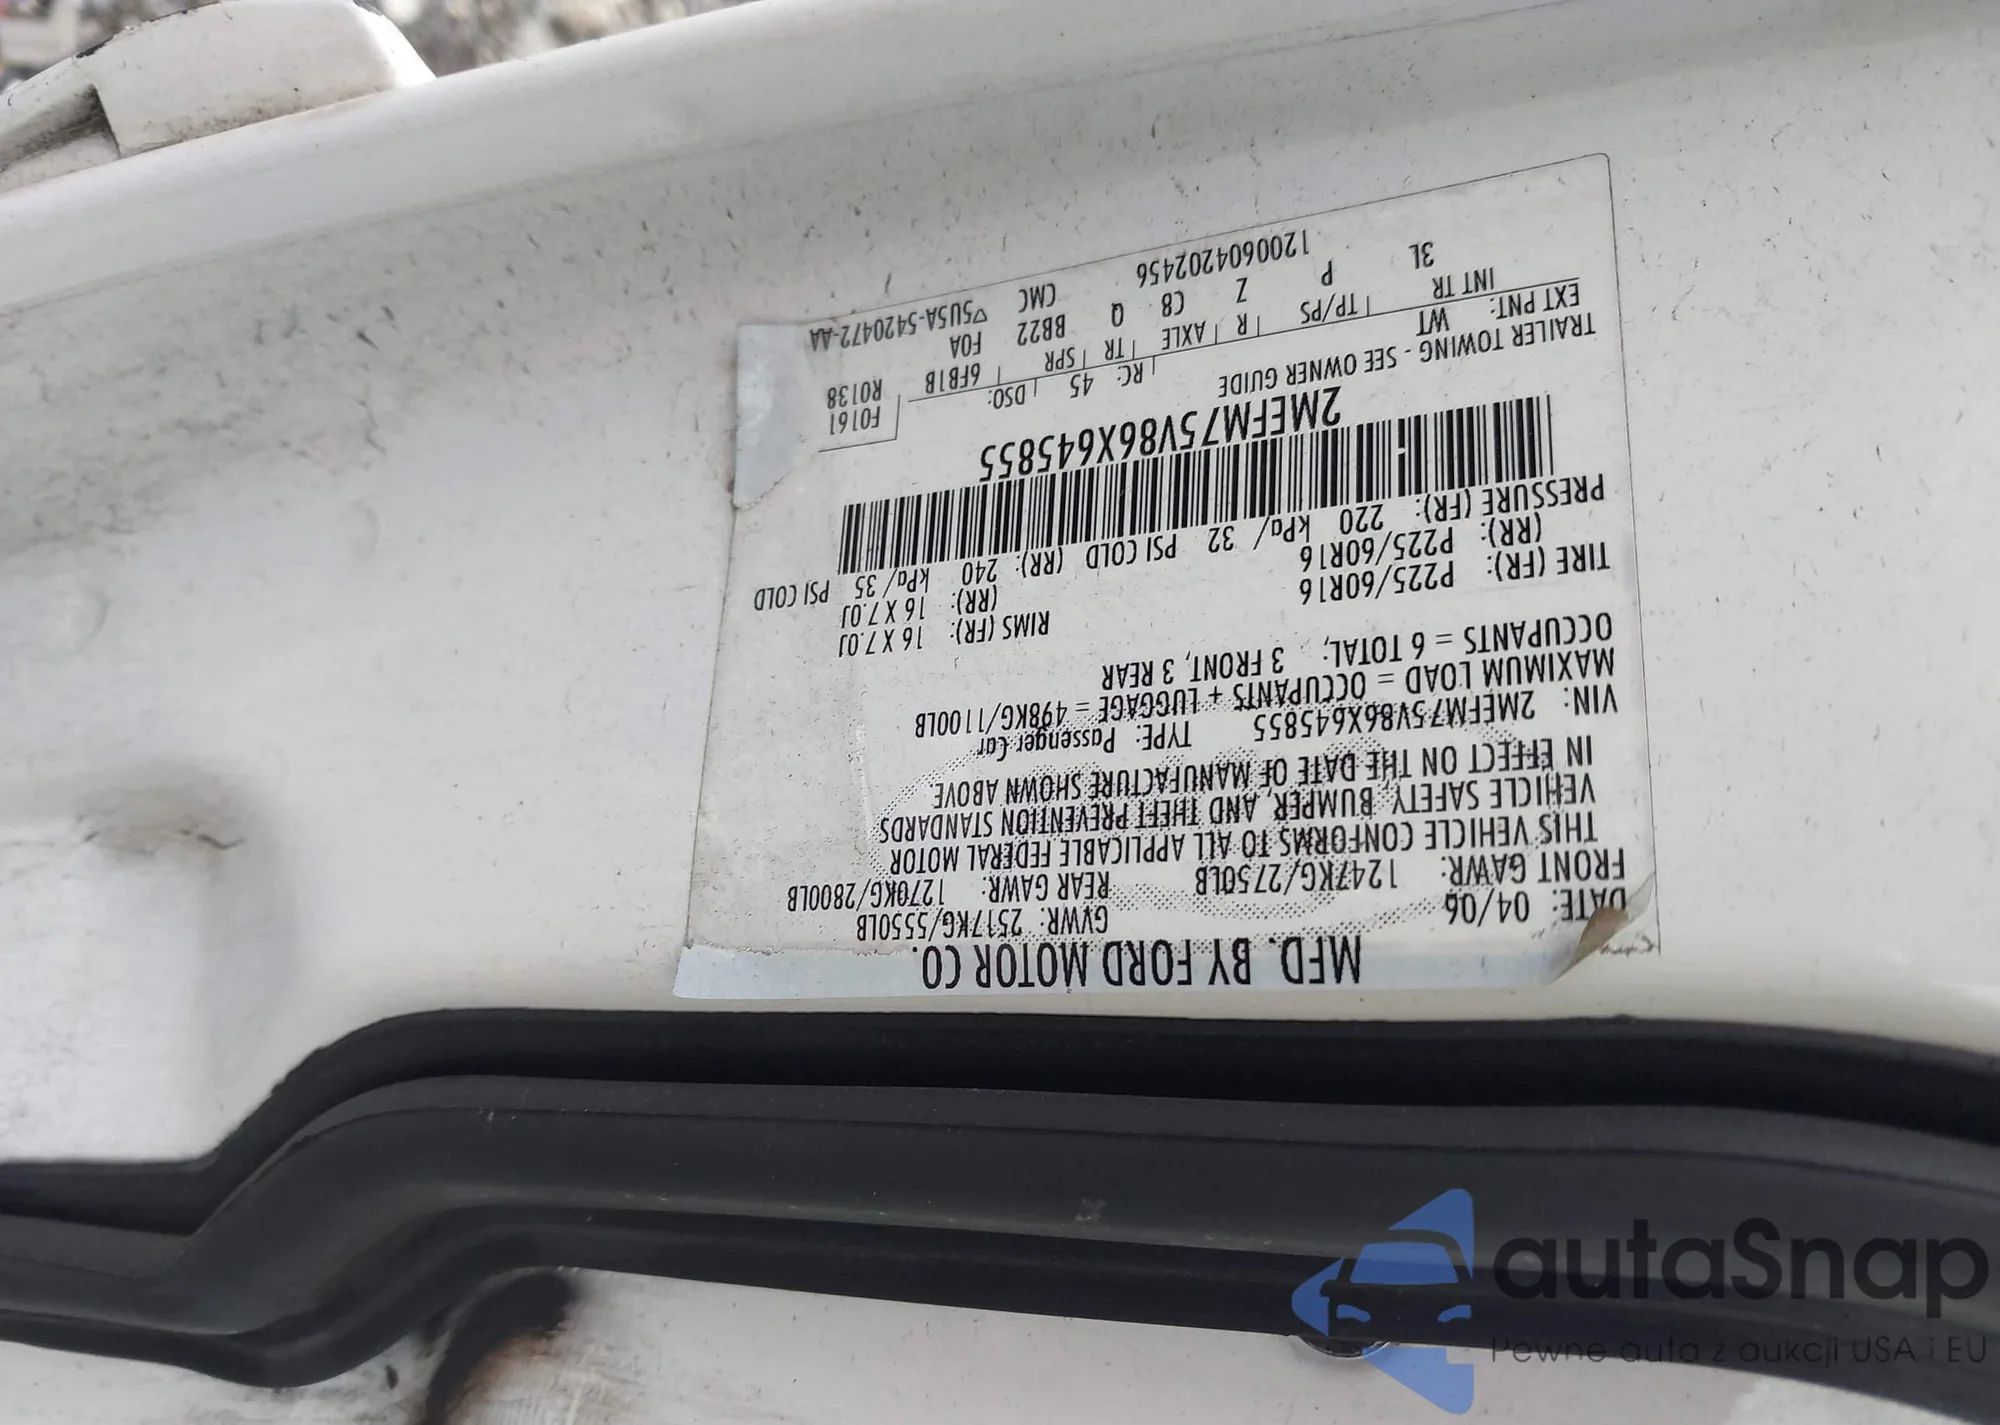 MFD. BY FORD MOTOR CO.
DATE: 04/06 GVWR: 2517KG/5550LB
FRONT GAWR: 1247KG/2750LB REAR GAWR: 1270KG/2800LB
THIS VEHICLE CONFORMS TO ALL APPLICABLE FEDERAL MOTOR
VEHICLE SAFETY, BUMPER, AND THEFT PREVENTION STANDARDS
IN EFFECT ON THE DATE OF MANUFACTURE SHOWN ABOVE
VIN: 2MEFM75V86X645855 TYPE: Passenger Car
MAXIMUM LOAD = OCCUPANTS + LUGGAGE = 498KG/1100LB
OCCUPANTS = 6 TOTAL, 3 FRONT, 3 REAR
TIRE (FR): P225/60R16 RIMS (FR): 16 X 7.0J
(RR): P225/60R16 (RR): 16 X 7.0J
PRESSURE (FR): 220 kPa/ 32 PSI COLD (RR): 240 kPa/ 35 PSI COLD
2MEFM75V86X645855
TRAILER TOWING - SEE OWNER GUIDE
F0161
R0138
EXT PNT: WT RC: 45 DSO: 6FB1B F0A
INT TR TP/PS R AXLE TR SPR
3L P Z C8 Q BB22
1200604202456 CMC ▽5U5A-5420472-AA
autaSnap
Pewne auta z aukcji USA i EU